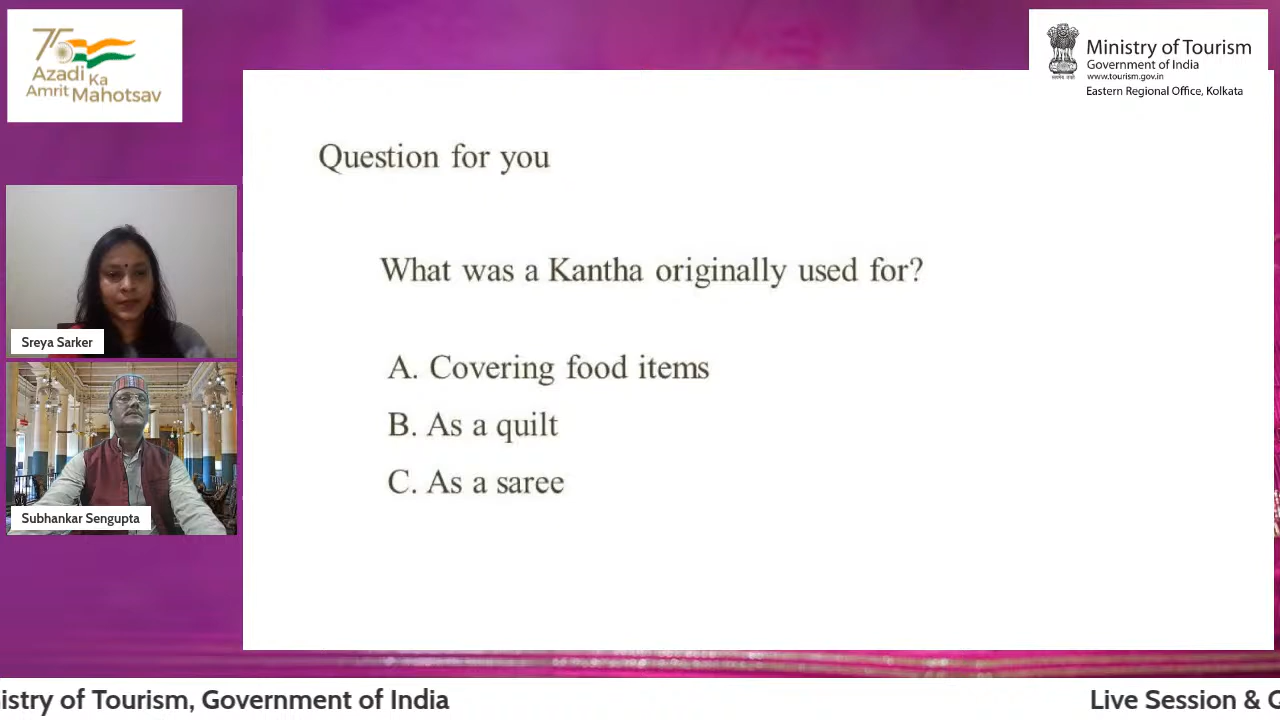 75
Azadi Ka
Amrit Mahotsav
Ministry of Tourism
Government of India
www.tourism.gov.in
Eastern Regional Office, Kolkata
Question for you
What was a Kantha originally used for?
A. Covering food items
B. As a quilt
C. As a saree
Sreya Sarker
Subhankar Sengupta
istry of Tourism, Government of India
Live Session &